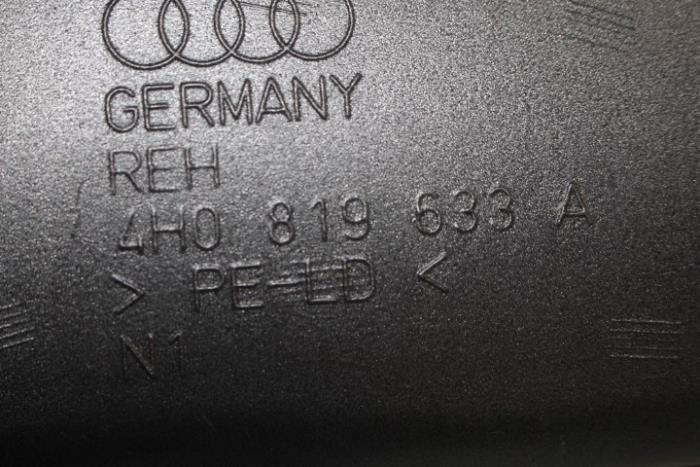 GERMANY
REH
4H0 819 633 A
> PE-LD <
N1